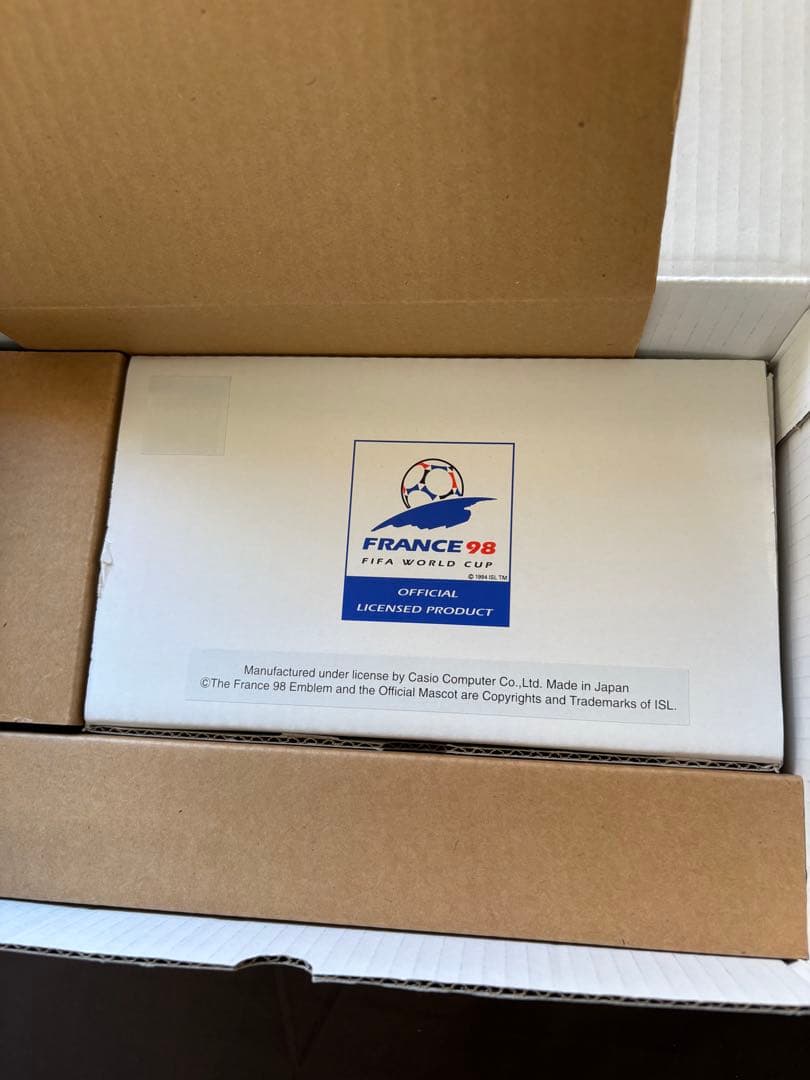 FRANCE 98
FIFA WORLD CUP
© 1994 ISL TM
OFFICIAL
LICENSED PRODUCT
Manufactured under license by Casio Computer Co.,Ltd. Made in Japan
©The France 98 Emblem and the Official Mascot are Copyrights and Trademarks of ISL.